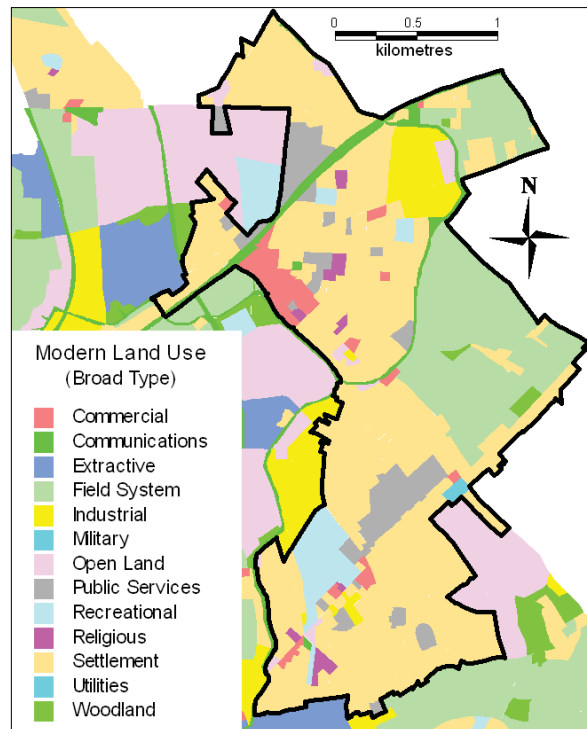 0 0.5 1
kilometres
N
Modern Land Use
(Broad Type)
Commercial
Communications
Extractive
Field System
Industrial
Military
Open Land
Public Services
Recreational
Religious
Settlement
Utilities
Woodland